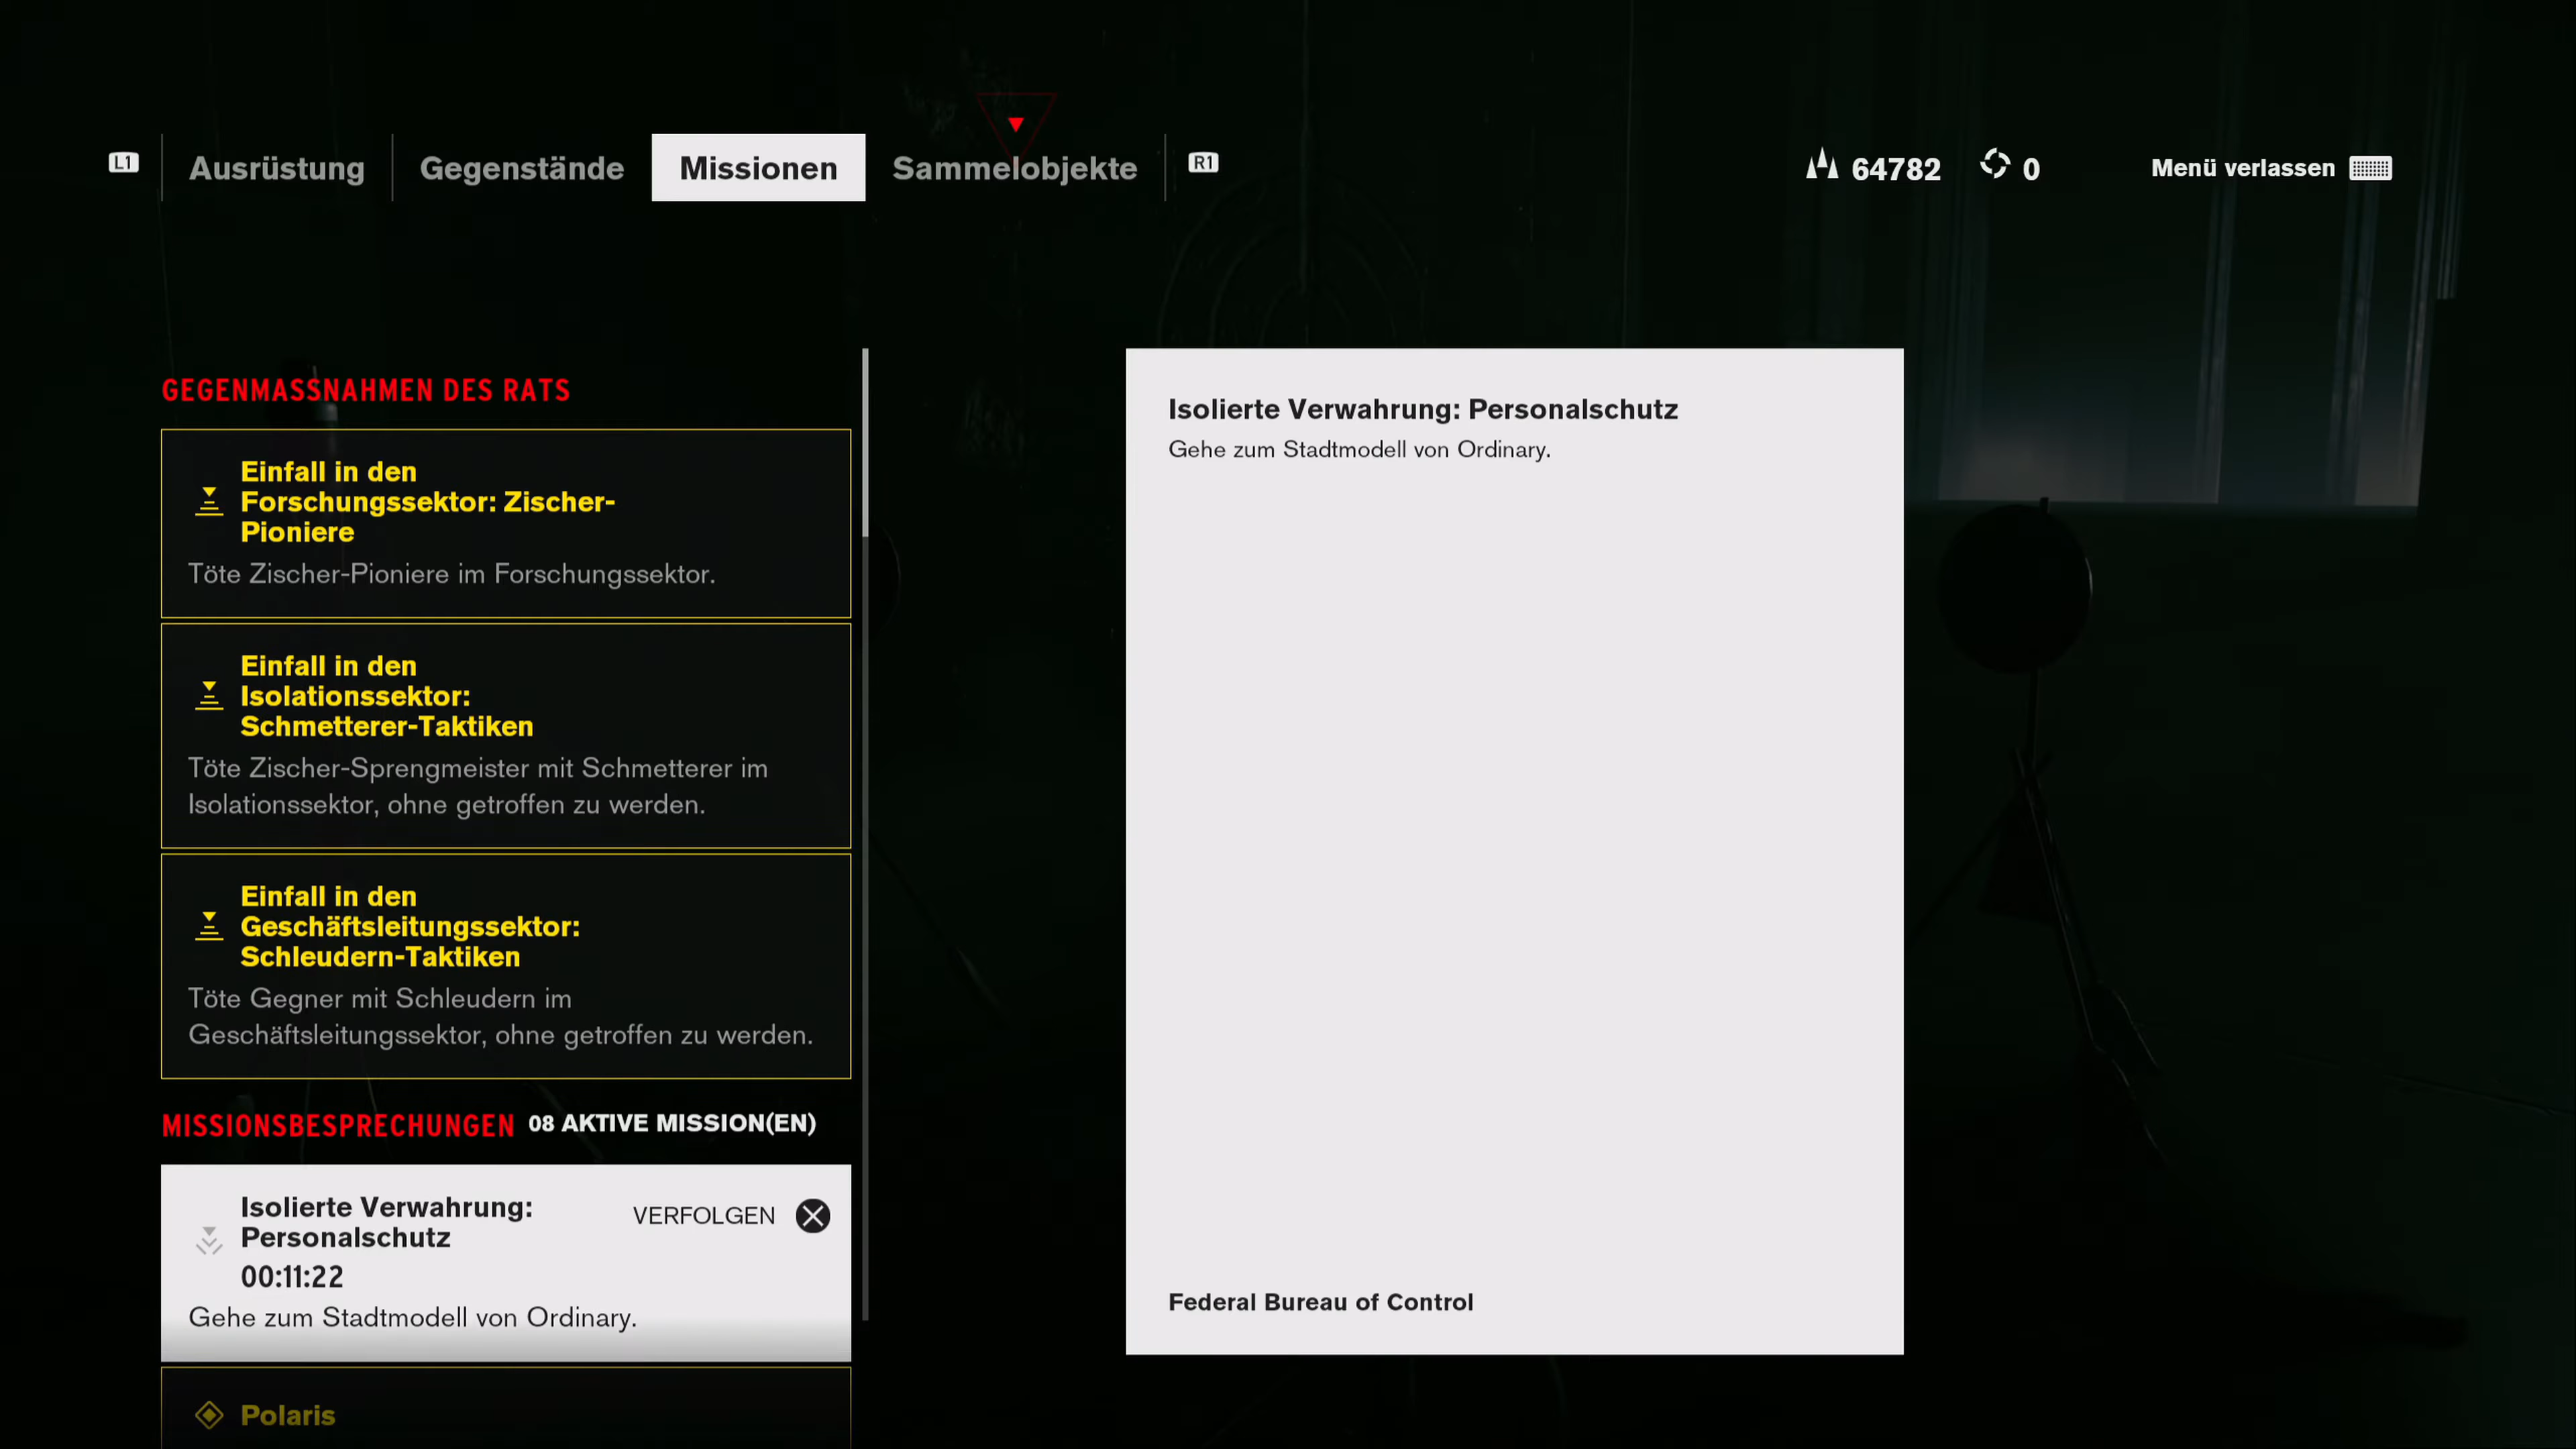 L1
Ausrüstung
Gegenstände
Missionen
Sammelobjekte
R1
64782
0
Menü verlassen
GEGENMASSNAHMEN DES RATS
Einfall in den
Forschungssektor: Zischer-
Pioniere
Töte Zischer-Pioniere im Forschungssektor.
Einfall in den
Isolationssektor:
Schmetterer-Taktiken
Töte Zischer-Sprengmeister mit Schmetterer im
Isolationssektor, ohne getroffen zu werden.
Einfall in den
Geschäftsleitungssektor:
Schleudern-Taktiken
Töte Gegner mit Schleudern im
Geschäftsleitungssektor, ohne getroffen zu werden.
MISSIONSBESPRECHUNGEN 08 AKTIVE MISSION(EN)
Isolierte Verwahrung:
Personalschutz
VERFOLGEN
00:11:22
Gehe zum Stadtmodell von Ordinary.
Polaris
Isolierte Verwahrung: Personalschutz
Gehe zum Stadtmodell von Ordinary.
Federal Bureau of Control